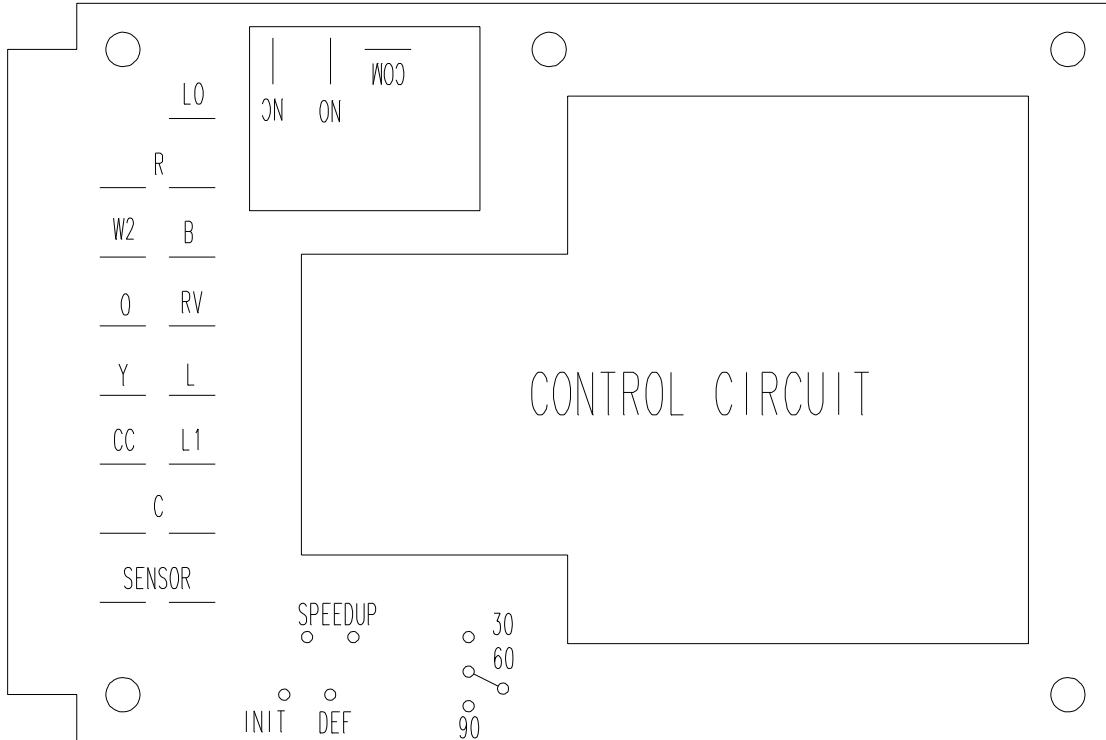 COM
LO
NC NO
R
W2 B
O RV
Y L
CONTROL CIRCUIT
CC L1
C
SENSOR
SPEEDUP
30
60
INIT DEF
90